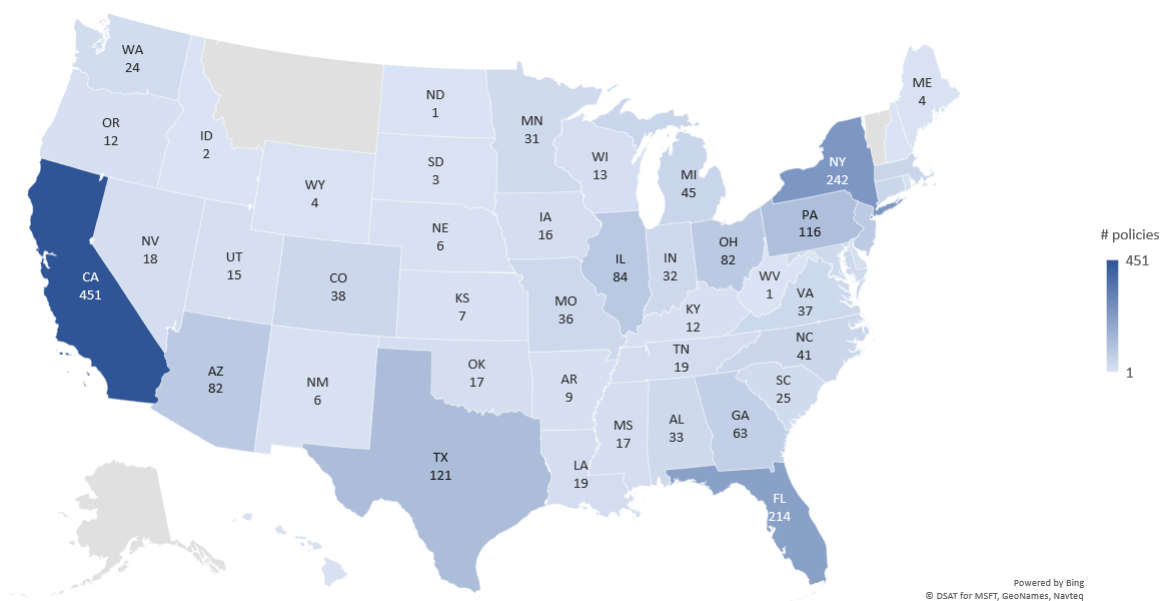 WA
24
OR
12
ID
2
ND
1
SD
3
MN
31
WI
13
MI
45
ME
4
NY
242
PA
116
WY
4
NE
6
IA
16
IL
84
IN
32
OH
82
WV
1
VA
37
NV
18
UT
15
CO
38
KS
7
MO
36
KY
12
CA
451
AZ
82
NM
6
OK
17
AR
9
TN
19
NC
41
SC
25
TX
121
LA
19
MS
17
AL
33
GA
63
FL
214
# policies
451
1
Powered by Bing
© DSAT for MSFT, GeoNames, Navteq